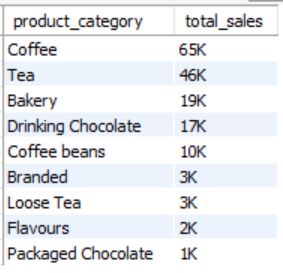 product_category total_sales
Coffee 65K
Tea 46K
Bakery 19K
Drinking Chocolate 17K
Coffee beans 10K
Branded 3K
Loose Tea 3K
Flavours 2K
Packaged Chocolate 1K